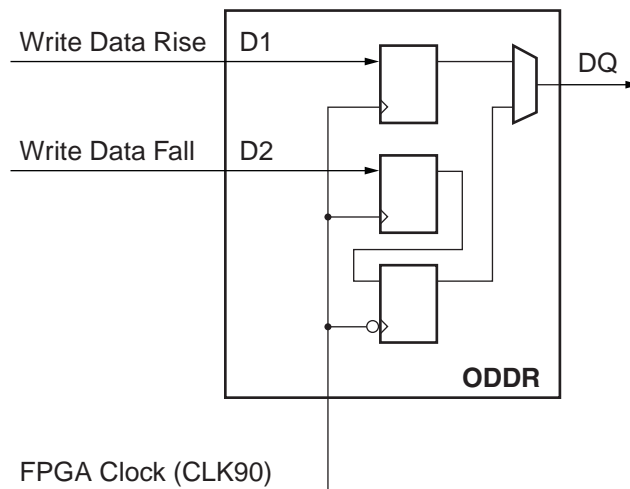 Write Data Rise
D1
DQ
Write Data Fall
D2
ODDR
FPGA Clock (CLK90)